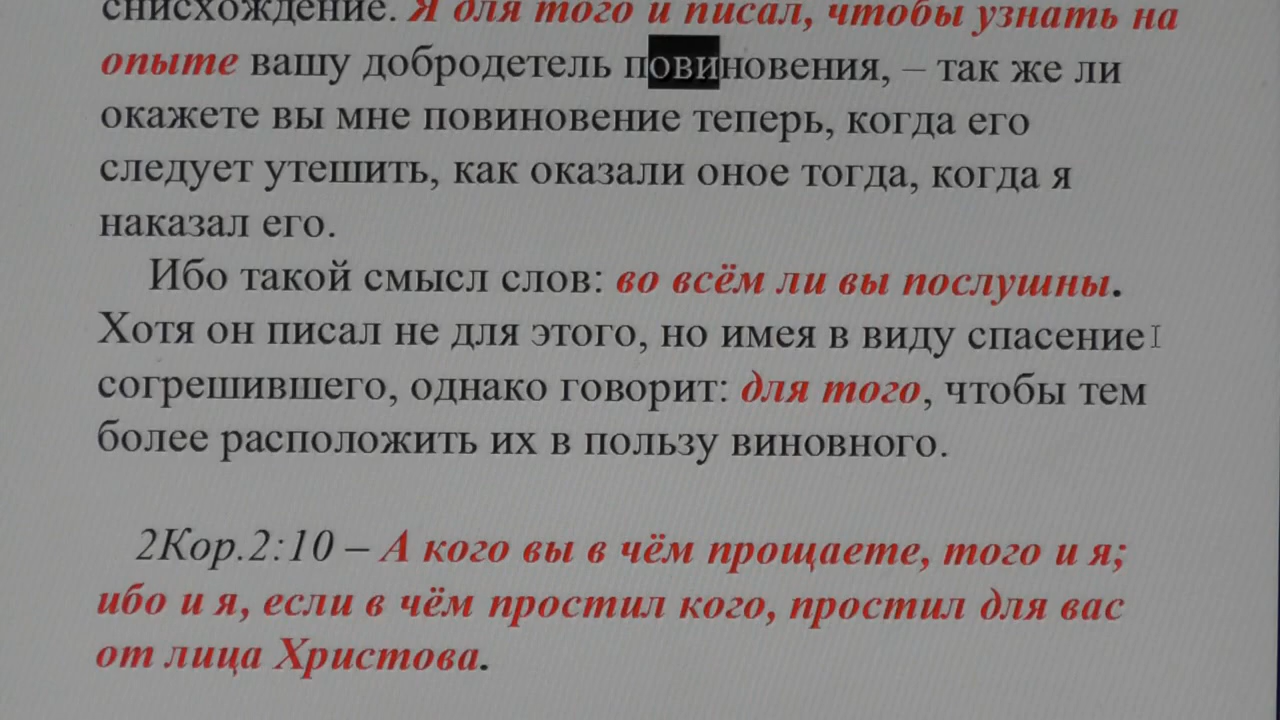 снисхождение. Я для того и писал, чтобы узнать на
опыте вашу добродетель повиновения, – так же ли
окажете вы мне повиновение теперь, когда его
следует утешить, как оказали оное тогда, когда я
наказал его.
Ибо такой смысл слов: во всём ли вы послушны.
Хотя он писал не для этого, но имея в виду спасение
согрешившего, однако говорит: для того, чтобы тем
более расположить их в пользу виновного.
2Кор.2:10 – А кого вы в чём прощаете, того и я;
ибо и я, если в чём простил кого, простил для вас
от лица Христова.